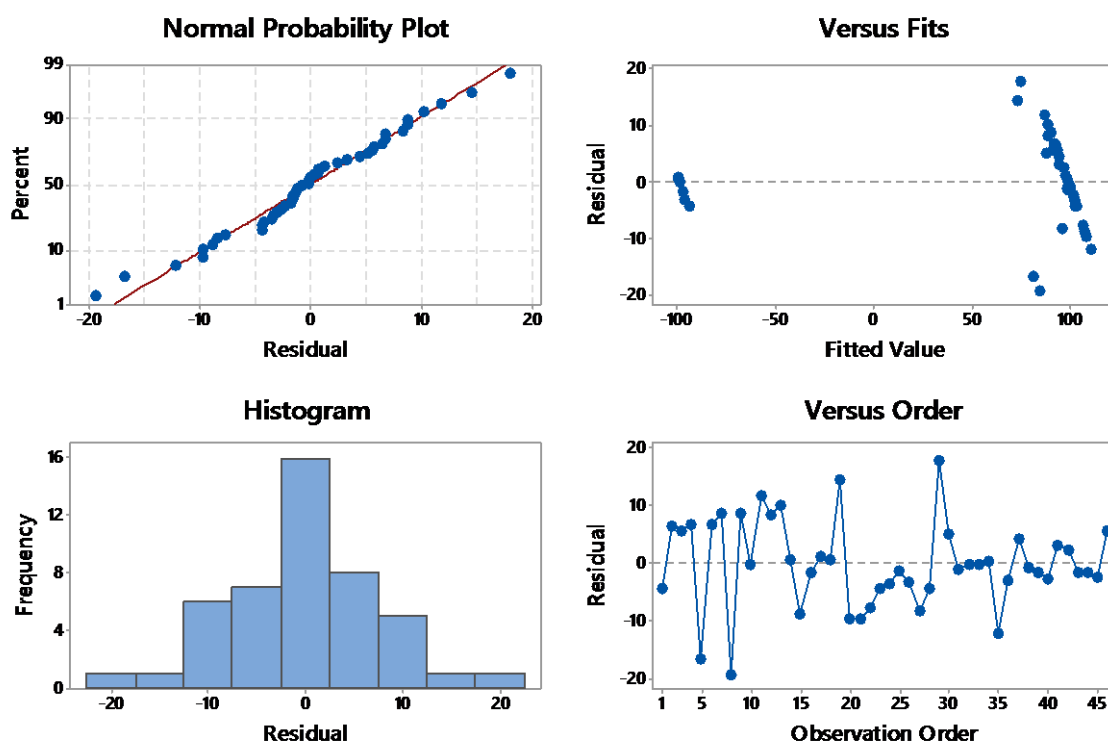 Normal Probability Plot
99
90
50
10
1
Percent
-20 -10 0 10 20
Residual
Versus Fits
20
10
0
-10
-20
Residual
-100 -50 0 50 100
Fitted Value
Histogram
16
12
8
4
0
Frequency
-20 -10 0 10 20
Residual
Versus Order
20
10
0
-10
-20
Residual
1 5 10 15 20 25 30 35 40 45
Observation Order